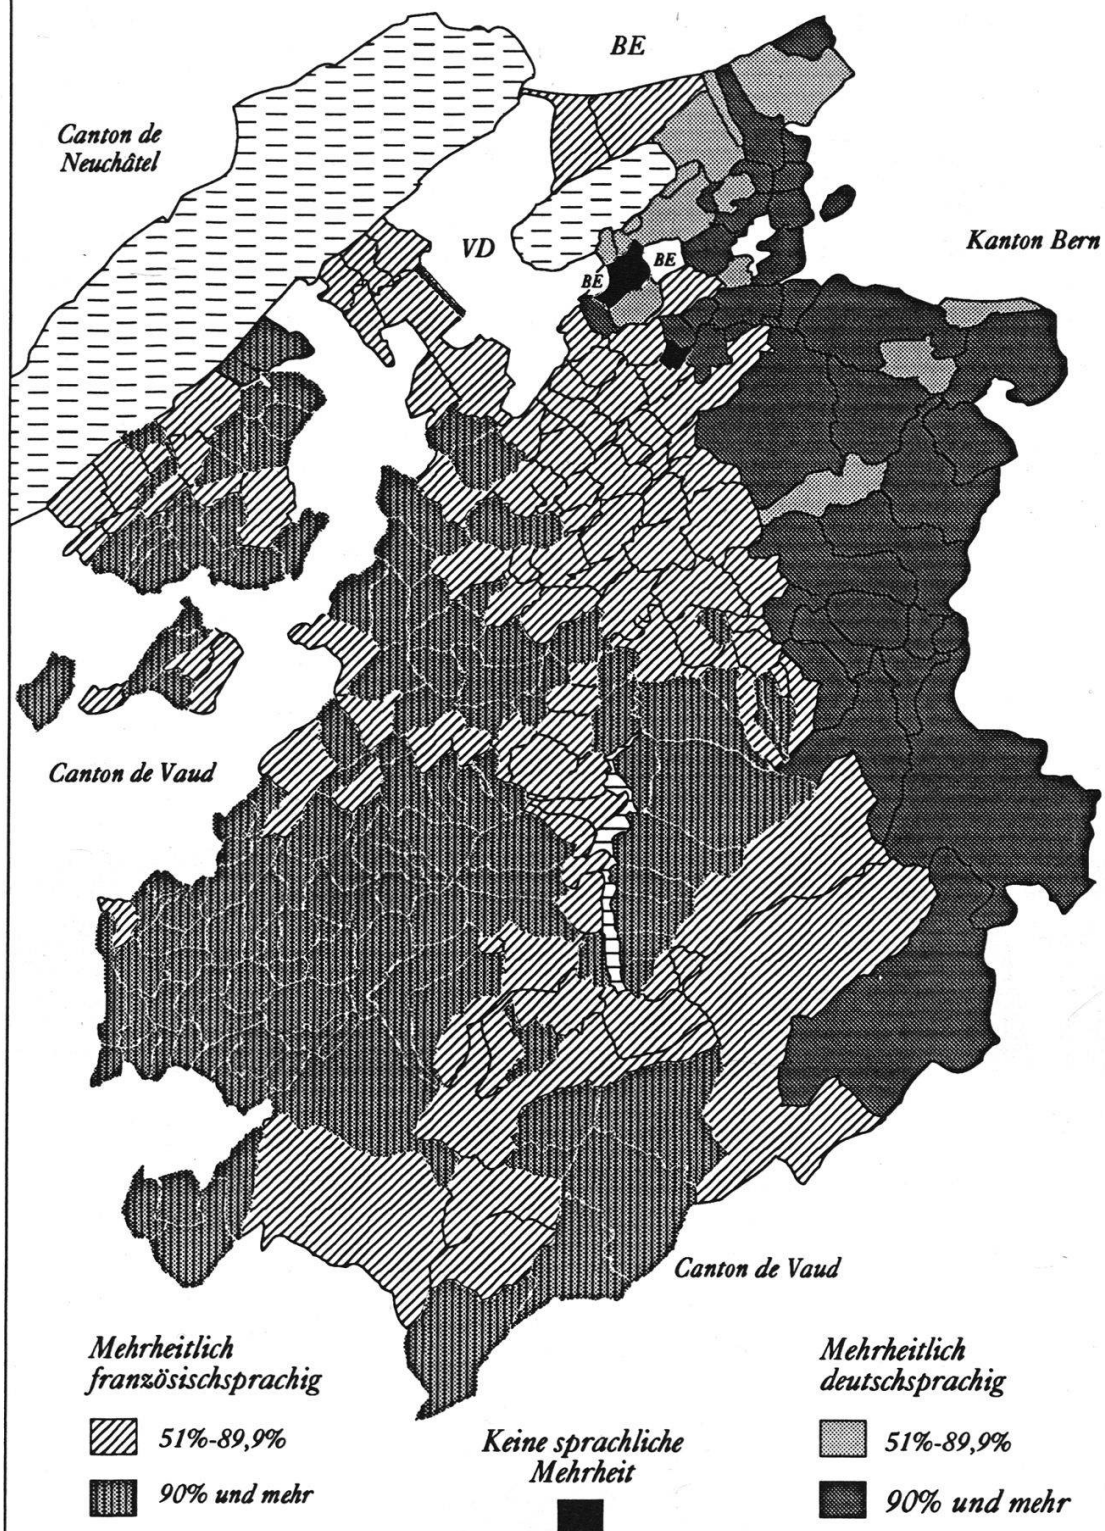 BE
Canton de
Neuchâtel
VD
Kanton Bern
BE
BE
Canton de Vaud
Canton de Vaud
Mehrheitlich
französischsprachig
51%-89,9%
90% und mehr
Keine sprachliche
Mehrheit
Mehrheitlich
deutschsprachig
51%-89,9%
90% und mehr